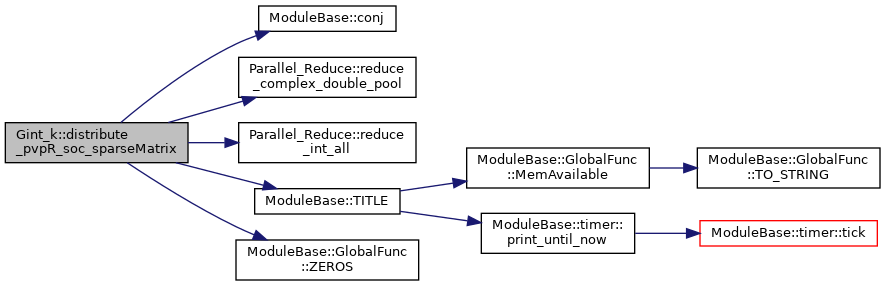 ModuleBase::conj
Parallel_Reduce::reduce
_complex_double_pool
Gint_k::distribute
_pvpR_soc_sparseMatrix
Parallel_Reduce::reduce
_int_all
ModuleBase::GlobalFunc
::MemAvailable
ModuleBase::GlobalFunc
::TO_STRING
ModuleBase::TITLE
ModuleBase::timer::
print_until_now
ModuleBase::timer::tick
ModuleBase::GlobalFunc
::ZEROS